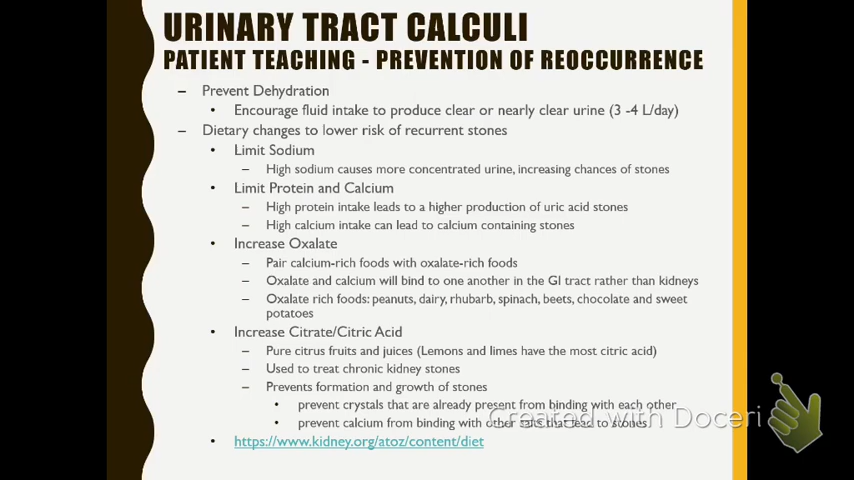 URINARY TRACT CALCULI
PATIENT TEACHING - PREVENTION OF REOCCURRENCE
– Prevent Dehydration
• Encourage fluid intake to produce clear or nearly clear urine (3 -4 L/day)
– Dietary changes to lower risk of recurrent stones
• Limit Sodium
– High sodium causes more concentrated urine, increasing chances of stones
• Limit Protein and Calcium
– High protein intake leads to a higher production of uric acid stones
– High calcium intake can lead to calcium containing stones
• Increase Oxalate
– Pair calcium-rich foods with oxalate-rich foods
– Oxalate and calcium will bind to one another in the GI tract rather than kidneys
– Oxalate rich foods: peanuts, dairy, rhubarb, spinach, beets, chocolate and sweet
potatoes
• Increase Citrate/Citric Acid
– Pure citrus fruits and juices (Lemons and limes have the most citric acid)
– Used to treat chronic kidney stones
– Prevents formation and growth of stones
• prevent crystals that are already present from binding with each other
• prevent calcium from binding with other salts that lead to stones
• https://www.kidney.org/atoz/content/diet
Created with Doceri